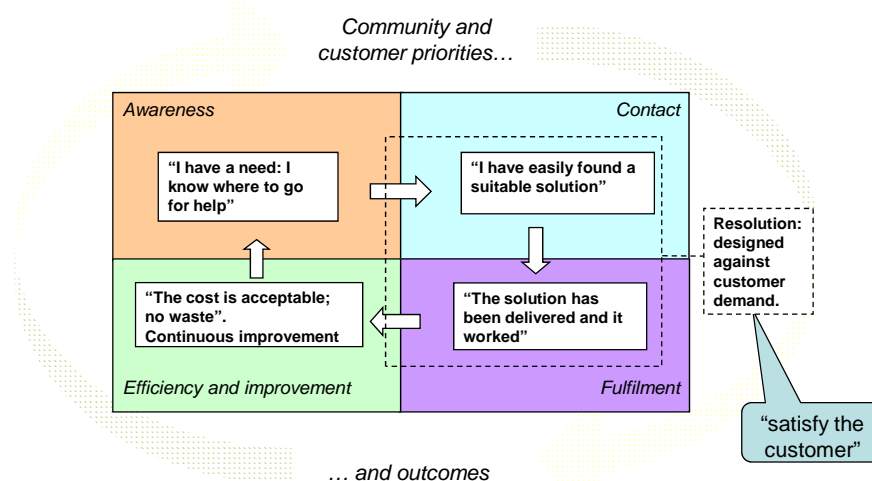 Community and
customer priorities…
Awareness
Contact
“I have a need: I
know where to go
for help”
“I have easily found a
suitable solution”
Resolution:
designed
against
customer
demand.
“The cost is acceptable;
no waste”.
Continuous improvement
“The solution has
been delivered and it
worked”
Efficiency and improvement
Fulfilment
“satisfy the
customer”
… and outcomes